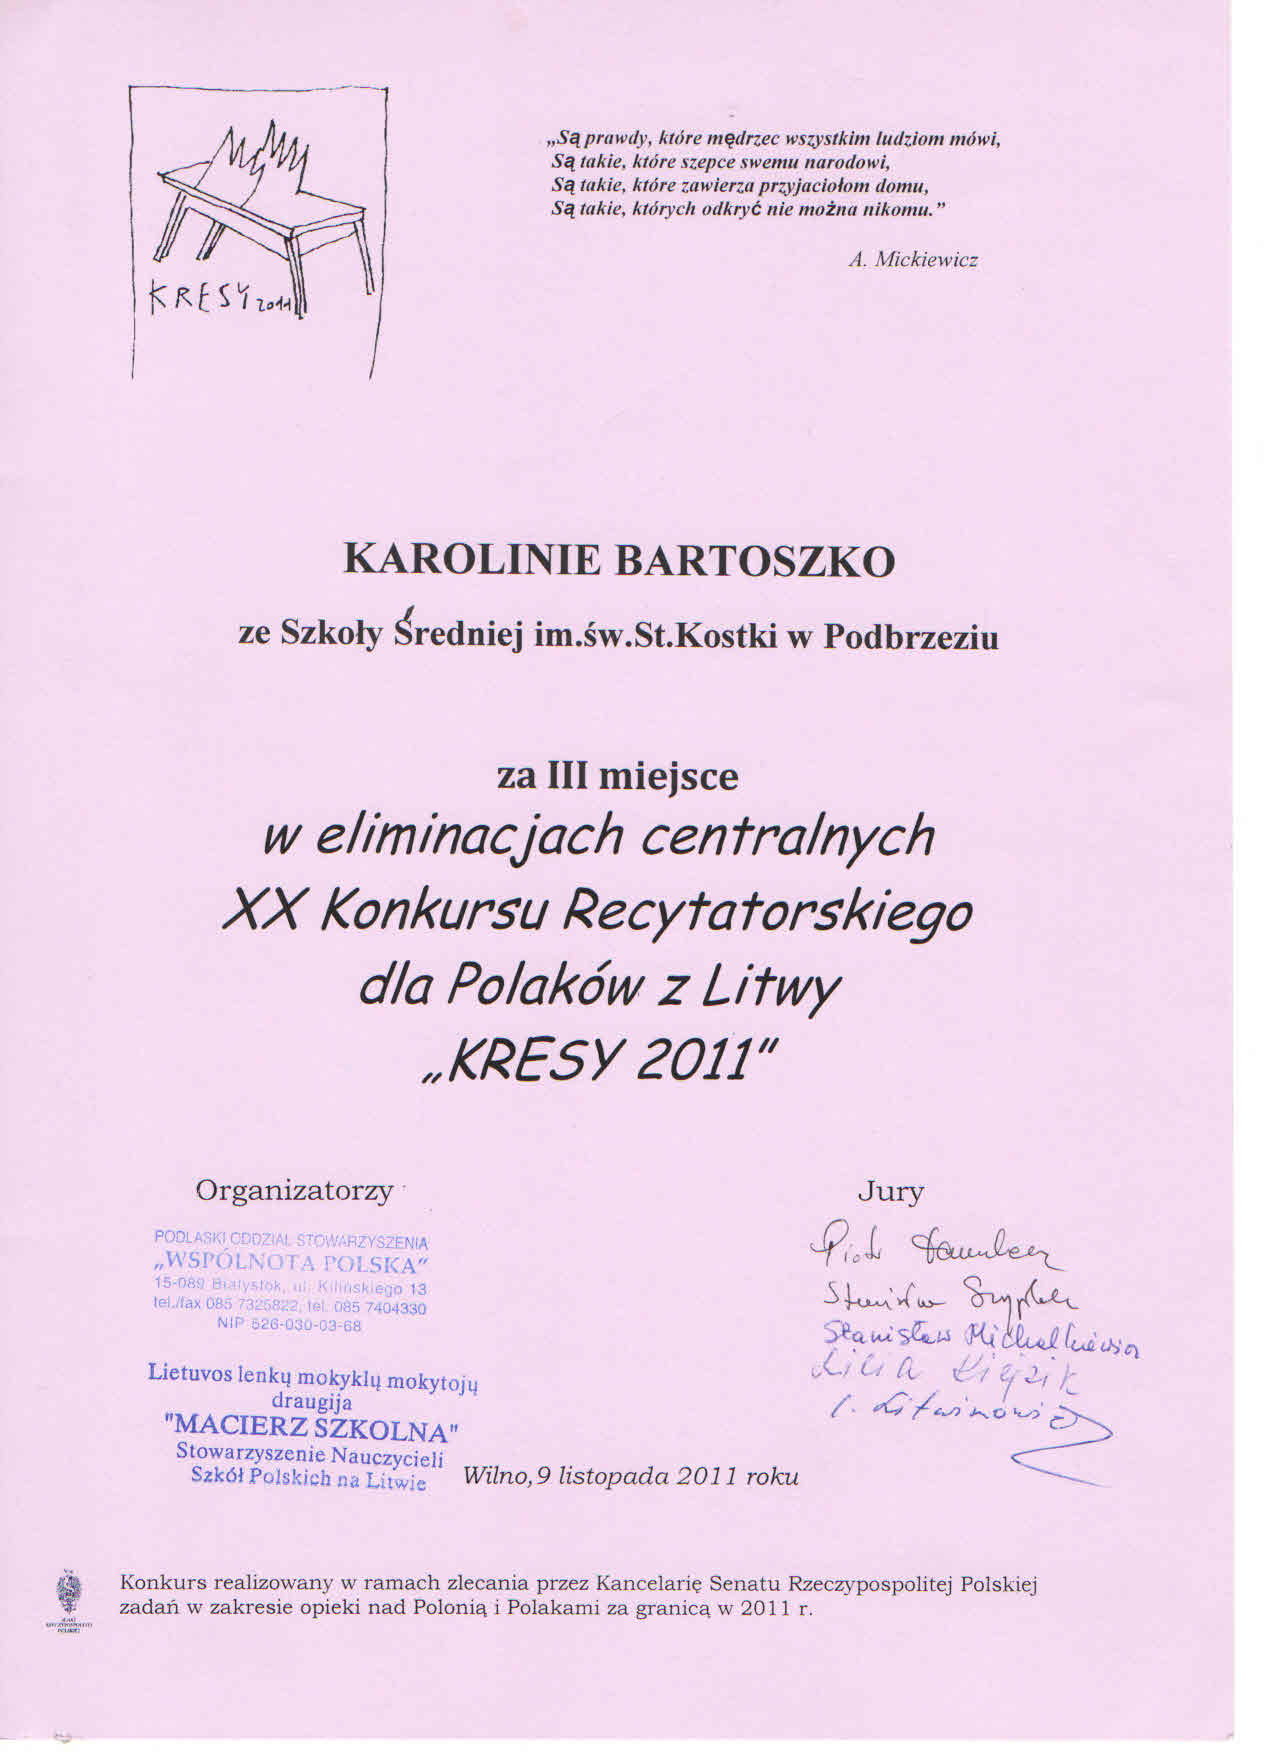 „Są prawdy, które mędrzec wszystkim ludziom mówi,
Są takie, które szepce swemu narodowi,
Są takie, które zawierza przyjaciołom domu,
Są takie, których odkryć nie można nikomu.”
A. Mickiewicz
KRESY 2011
KAROLINIE BARTOSZKO
ze Szkoły Średniej im.św.St.Kostki w Podbrzeziu
za III miejsce
w eliminacjach centralnych
XX Konkursu Recytatorskiego
dla Polaków z Litwy
„KRESY 2011”
Organizatorzy
PODLASKI ODDZIAŁ STOWARZYSZENIA
„WSPÓLNOTA POLSKA”
15-089 Białystok, ul. Kilińskiego 13
tel./fax 085 7325822, tel. 085 7404330
NIP 526-030-03-68
Lietuvos lenkų mokyklų mokytojų
draugija
"MACIERZ SZKOLNA"
Stowarzyszenie Nauczycieli
Szkół Polskich na Litwie
Jury
Piotr
Stanisław Michalkiewicz
Wilno, 9 listopada 2011 roku
Konkurs realizowany w ramach zlecania przez Kancelarię Senatu Rzeczypospolitej Polskiej
zadań w zakresie opieki nad Polonią i Polakami za granicą w 2011 r.